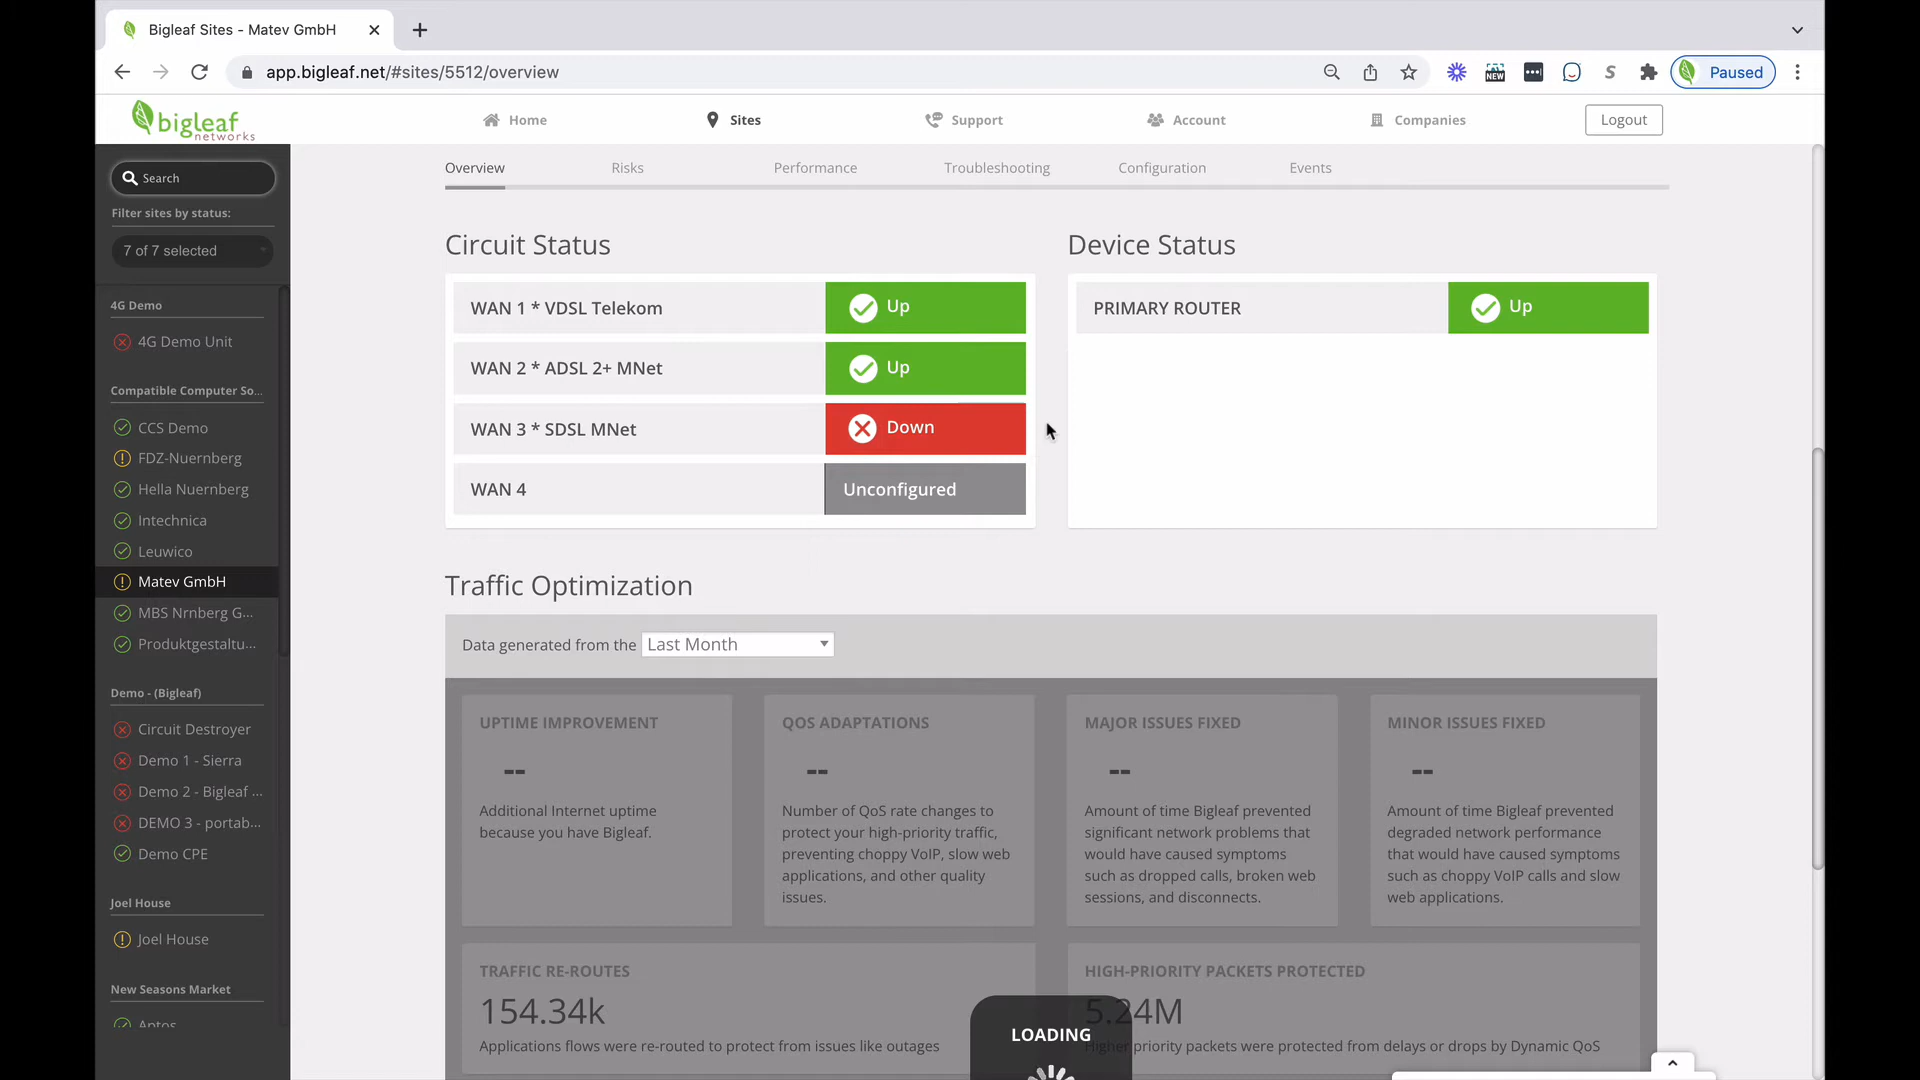 Bigleaf Sites - Matev GmbH
app.bigleaf.net/#sites/5512/overview
NEW
S
Paused
bigleaf
networks
Home
Sites
Support
Account
Companies
Logout
Search
Filter sites by status:
7 of 7 selected
4G Demo
4G Demo Unit
Compatible Computer So...
CCS Demo
FDZ-Nuernberg
Hella Nuernberg
Intechnica
Leuwico
Matev GmbH
MBS Nrnberg G...
Produktgestaltu...
Demo - (Bigleaf)
Circuit Destroyer
Demo 1 - Sierra
Demo 2 - Bigleaf ...
DEMO 3 - portab...
Demo CPE
Joel House
Joel House
New Seasons Market
Aptos
Overview
Risks
Performance
Troubleshooting
Configuration
Events
Circuit Status
WAN 1 * VDSL Telekom
Up
WAN 2 * ADSL 2+ MNet
Up
WAN 3 * SDSL MNet
Down
WAN 4
Unconfigured
Device Status
PRIMARY ROUTER
Up
Traffic Optimization
Data generated from the
Last Month
UPTIME IMPROVEMENT
--
Additional Internet uptime
because you have Bigleaf.
QOS ADAPTATIONS
--
Number of QoS rate changes to
protect your high-priority traffic,
preventing choppy VoIP, slow web
applications, and other quality
issues.
MAJOR ISSUES FIXED
--
Amount of time Bigleaf prevented
significant network problems that
would have caused symptoms
such as dropped calls, broken web
sessions, and disconnects.
MINOR ISSUES FIXED
--
Amount of time Bigleaf prevented
degraded network performance
that would have caused symptoms
such as choppy VoIP calls and slow
web applications.
TRAFFIC RE-ROUTES
154.34k
Applications flows were re-routed to protect from issues like outages
HIGH-PRIORITY PACKETS PROTECTED
5.24M
Higher priority packets were protected from delays or drops by Dynamic QoS
LOADING